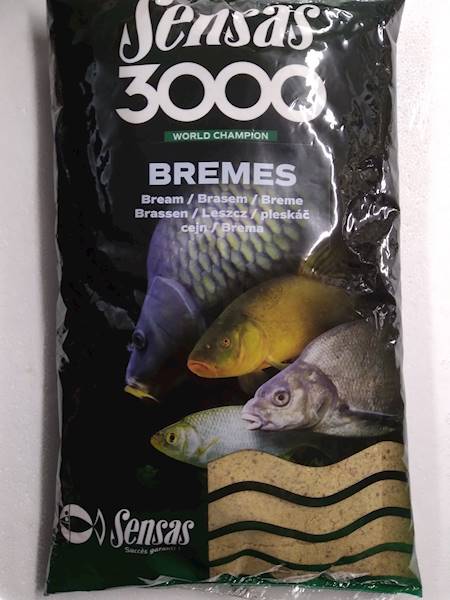 Sensas
3000
WORLD CHAMPION
BREMES
Bream / Brasem / Breme
Brassen / Leszcz / pleskáč
cejn / Brema
Sensas
Succès garanti !